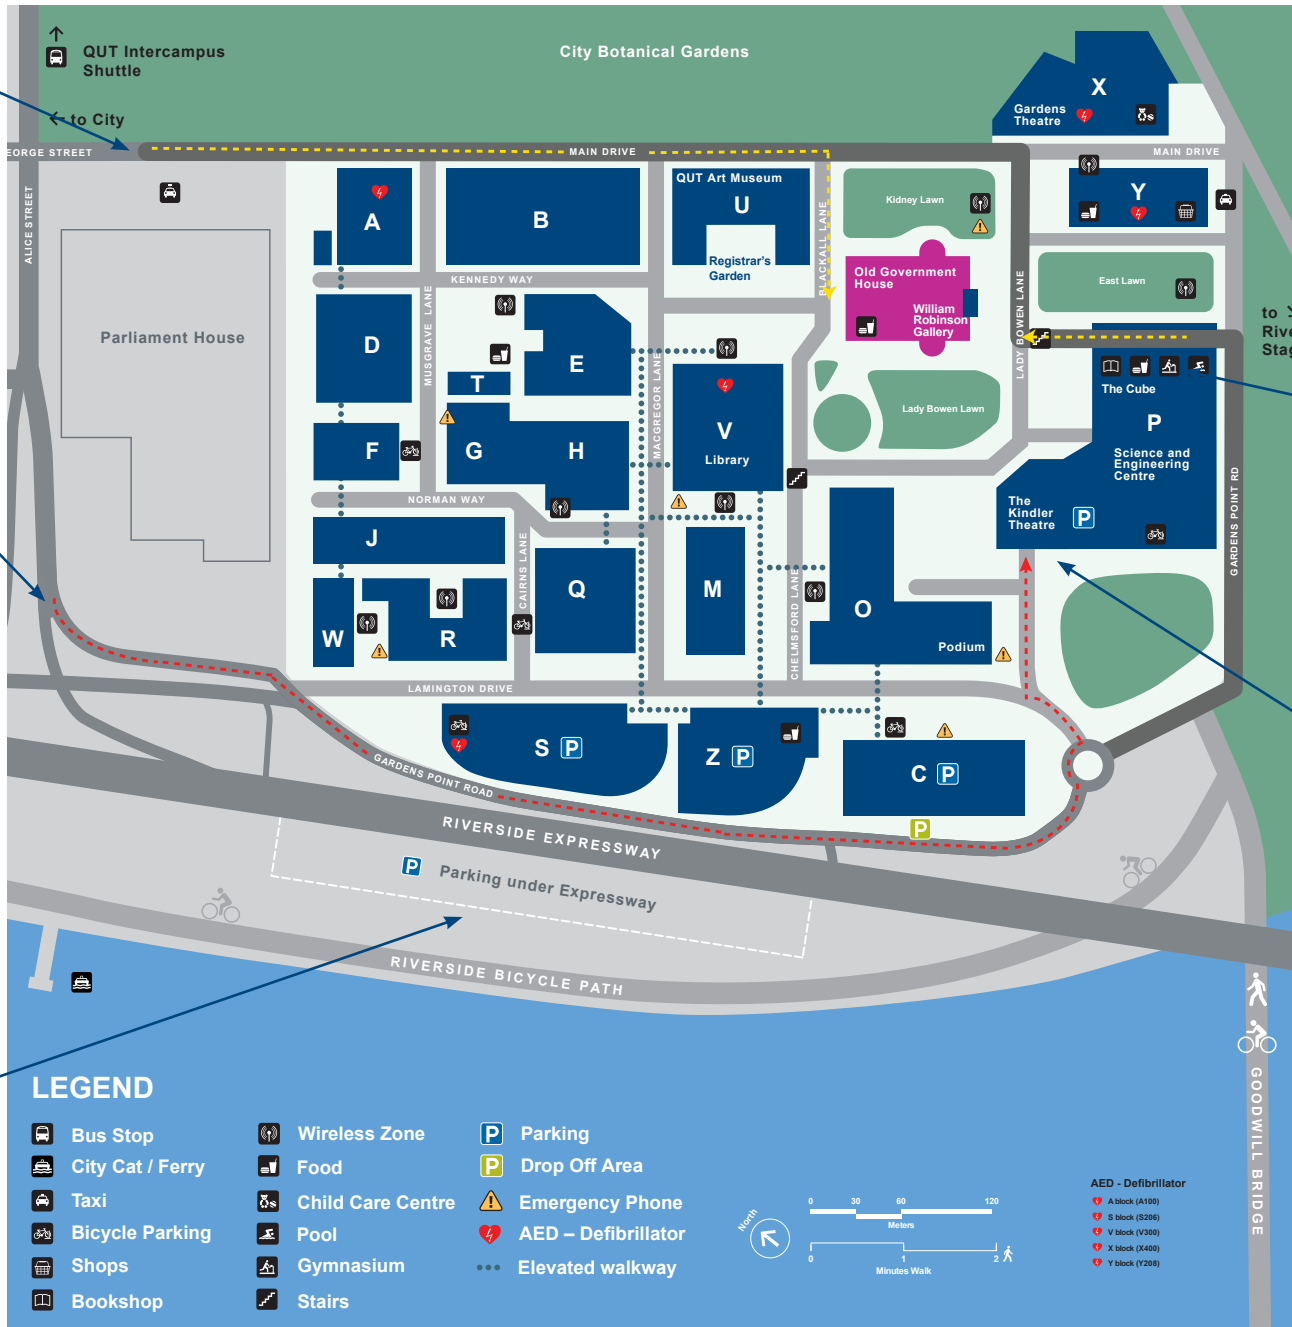 QUT Intercampus
Shuttle
City Botanical Gardens
to City
X
Gardens
Theatre
EORGE STREET
MAIN DRIVE
MAIN DRIVE
ALICE STREET
A
B
QUT Art Museum
U
Registrar's
Garden
BLACKALL LANE
Kidney Lawn
Y
KENNEDY WAY
Old Government
House
William
Robinson
Gallery
East Lawn
LADY BOWEN LANE
to
Rive
Stag
Parliament House
D
MUSGRAVE LANE
E
T
MACGREGOR LANE
V
Library
Lady Bowen Lawn
The Cube
P
Science and
Engineering
Centre
F
G
H
NORMAN WAY
The
Kindler
Theatre
P
GARDENS POINT RD
J
CAIRNS LANE
Q
M
CHELMSFORD LANE
O
Podium
W
R
LAMINGTON DRIVE
S P
Z P
C P
GARDENS POINT ROAD
P
RIVERSIDE EXPRESSWAY
P Parking under Expressway
RIVERSIDE BICYCLE PATH
GOODWILL BRIDGE
LEGEND
Bus Stop
City Cat / Ferry
Taxi
Bicycle Parking
Shops
Bookshop
Wireless Zone
Food
Child Care Centre
Pool
Gymnasium
Stairs
P Parking
P Drop Off Area
Emergency Phone
AED – Defibrillator
Elevated walkway
North
0 30 60 120
Meters
0 1 2
Minutes Walk
AED - Defibrillator
A block (A100)
S block (S206)
V block (V300)
X block (X400)
Y block (Y208)